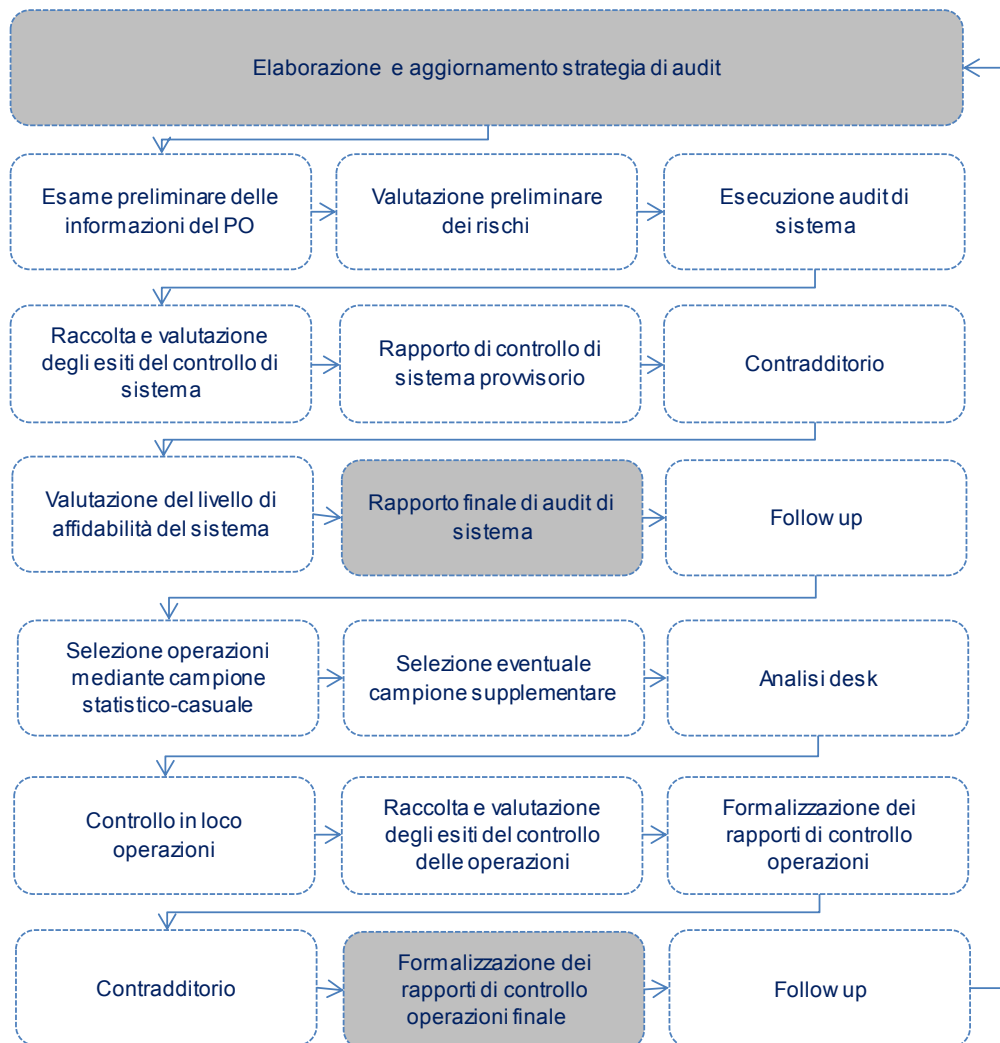 Elaborazione e aggiornamento strategia di audit
Esame preliminare delle
informazioni del PO
Valutazione preliminare
dei rischi
Esecuzione audit di
sistema
Raccolta e valutazione
degli esiti del controllo di
sistema
Rapporto di controllo di
sistema provvisorio
Contradditorio
Valutazione del livello di
affidabilità del sistema
Rapporto finale di audit di
sistema
Follow up
Selezione operazioni
mediante campione
statistico-casuale
Selezione eventuale
campione supplementare
Analisi desk
Controllo in loco
operazioni
Raccolta e valutazione
degli esiti del controllo
delle operazioni
Formalizzazione dei
rapporti di controllo
operazioni
Contradditorio
Formalizzazione dei
rapporti di controllo
operazioni finale
Follow up